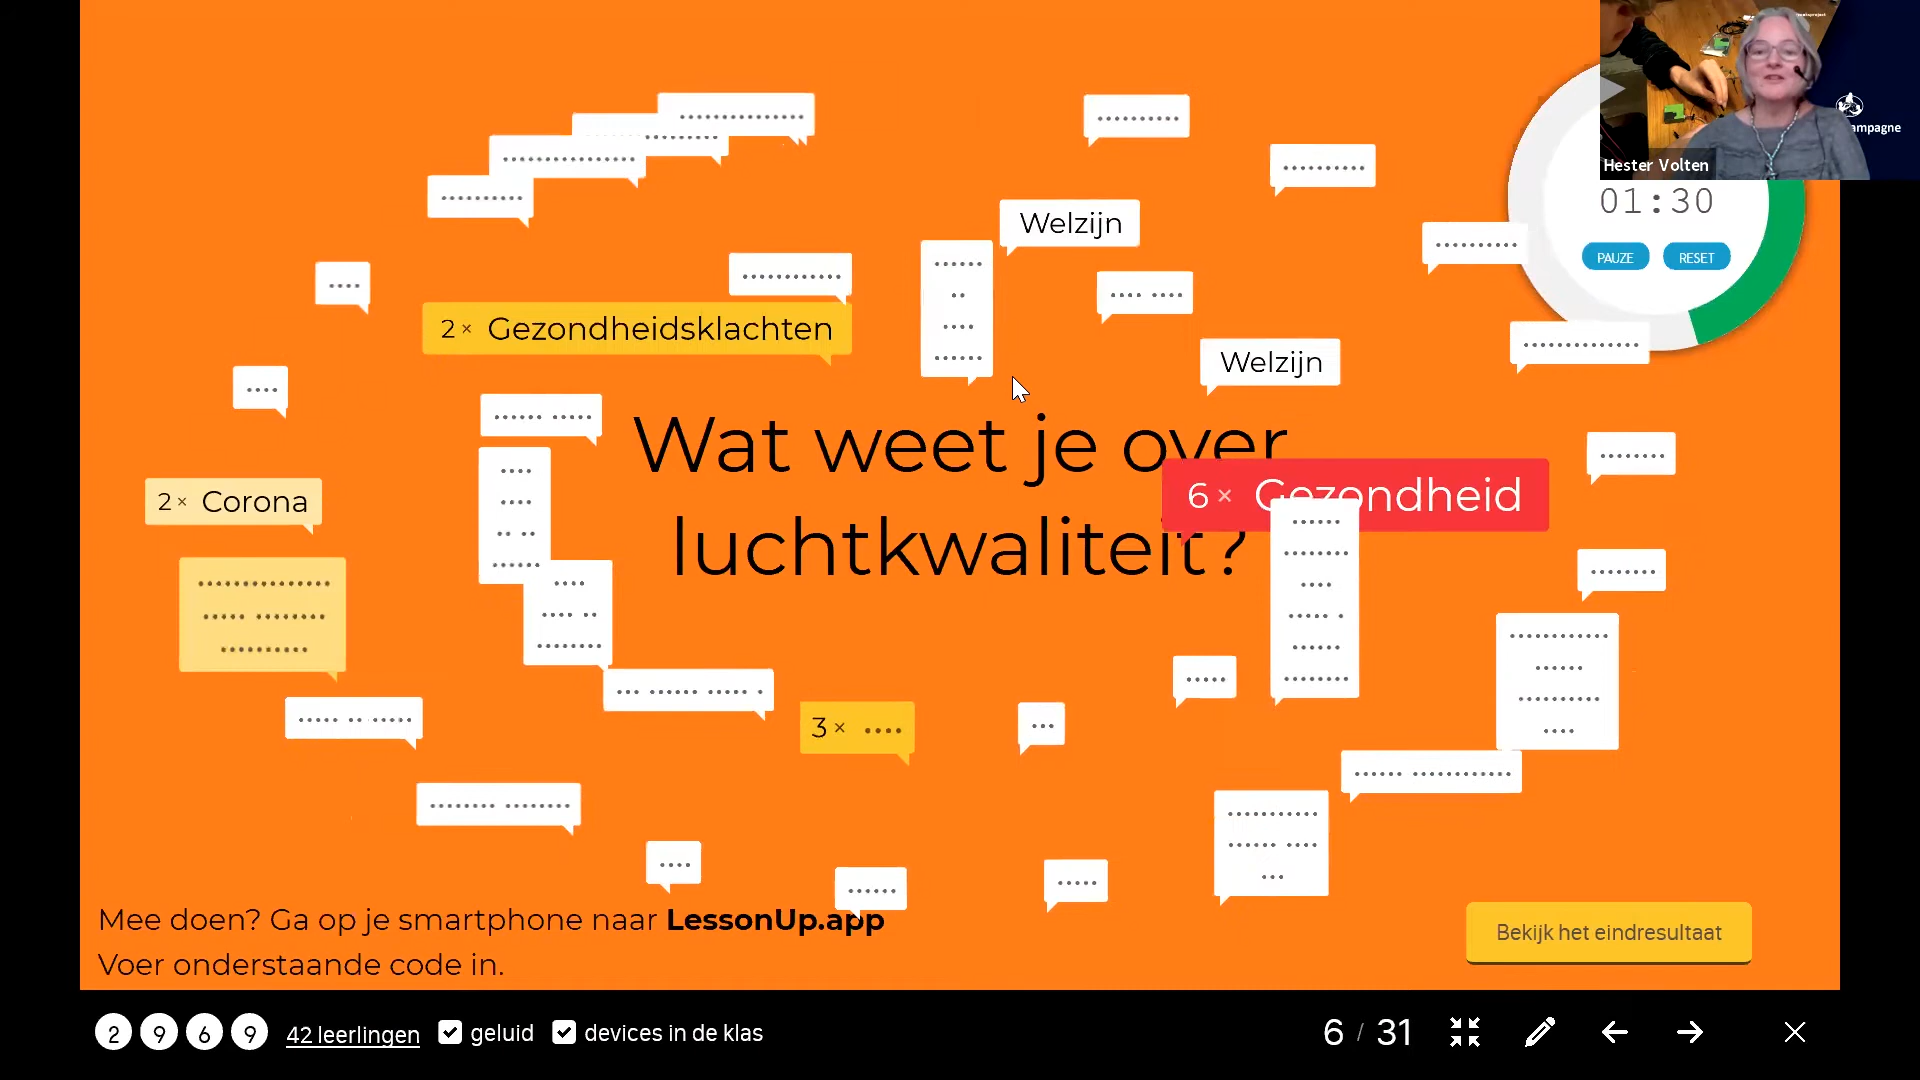 Hester Volten
01:30
PAUZE
RESET
Welzijn
2 × Gezondheidsklachten
Welzijn
Wat weet je over
luchtkwaliteit?
6 × Gezondheid
2 × Corona
3 ×
Mee doen? Ga op je smartphone naar LessonUp.app
Voer onderstaande code in.
Bekijk het eindresultaat
2 9 6 9
42 leerlingen
geluid
devices in de klas
6 / 31